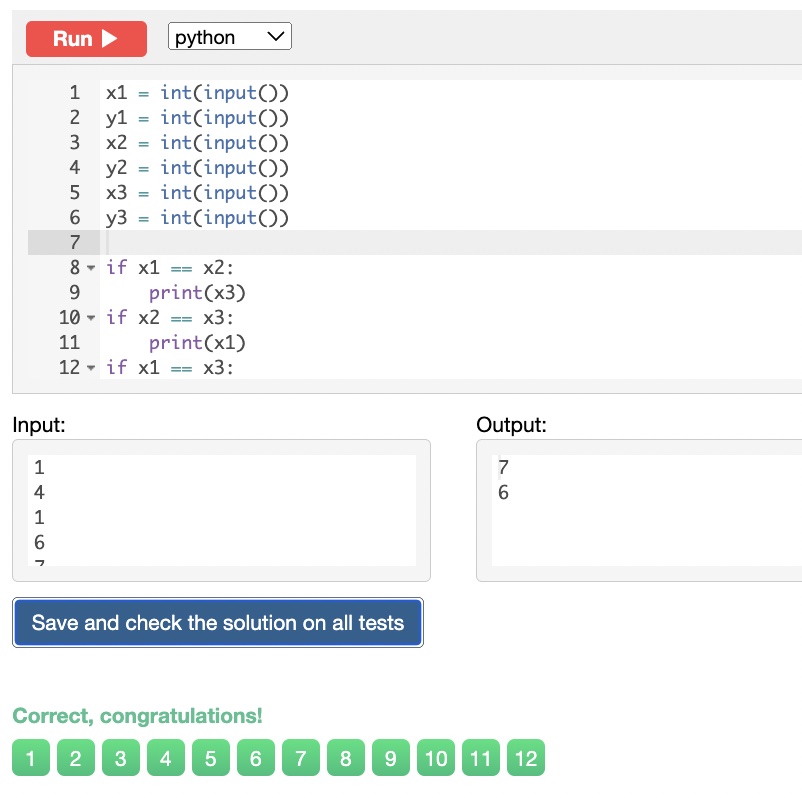 Run
python
1 x1 = int(input())
2 y1 = int(input())
3 x2 = int(input())
4 y2 = int(input())
5 x3 = int(input())
6 y3 = int(input())
7
8 if x1 == x2:
9     print(x3)
10 if x2 == x3:
11     print(x1)
12 if x1 == x3:
Input:
1
4
1
6
7
Output:
7
6
Save and check the solution on all tests
Correct, congratulations!
1 2 3 4 5 6 7 8 9 10 11 12